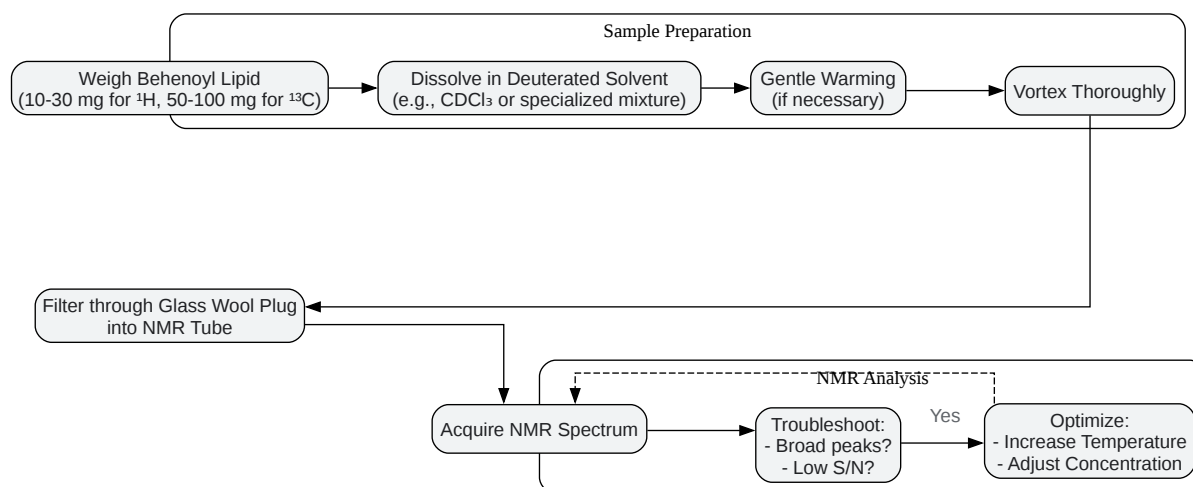 Sample Preparation
Weigh Behenoyl Lipid
(10-30 mg for ¹H, 50-100 mg for ¹³C)
Dissolve in Deuterated Solvent
(e.g., CDCl₃ or specialized mixture)
Gentle Warming
(if necessary)
Vortex Thoroughly
Filter through Glass Wool Plug
into NMR Tube
NMR Analysis
Acquire NMR Spectrum
Troubleshoot:
- Broad peaks?
- Low S/N?
Yes
Optimize:
- Increase Temperature
- Adjust Concentration